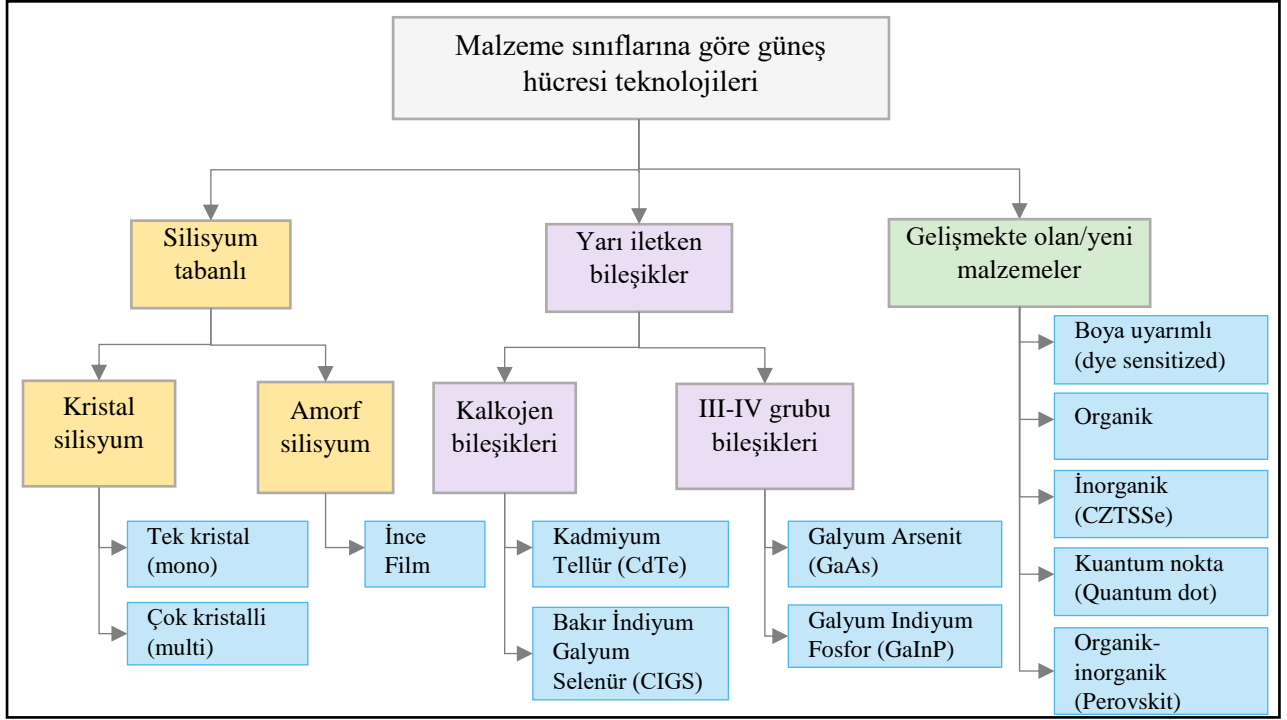 Malzeme sınıflarına göre güneş
hücresi teknolojileri
Silisyum
tabanlı
Yarı iletken
bileşikler
Gelişmekte olan/yeni
malzemeler
Kristal
silisyum
Amorf
silisyum
Kalkojen
bileşikleri
III-IV grubu
bileşikleri
Tek kristal
(mono)
Çok kristalli
(multi)
İnce
Film
Kadmiyum
Tellür (CdTe)
Bakır İndiyum
Galyum
Selenür (CIGS)
Galyum Arsenit
(GaAs)
Galyum Indiyum
Fosfor (GaInP)
Boya uyarımlı
(dye sensitized)
Organik
İnorganik
(CZTSSe)
Kuantum nokta
(Quantum dot)
Organik-
inorganik
(Perovskit)